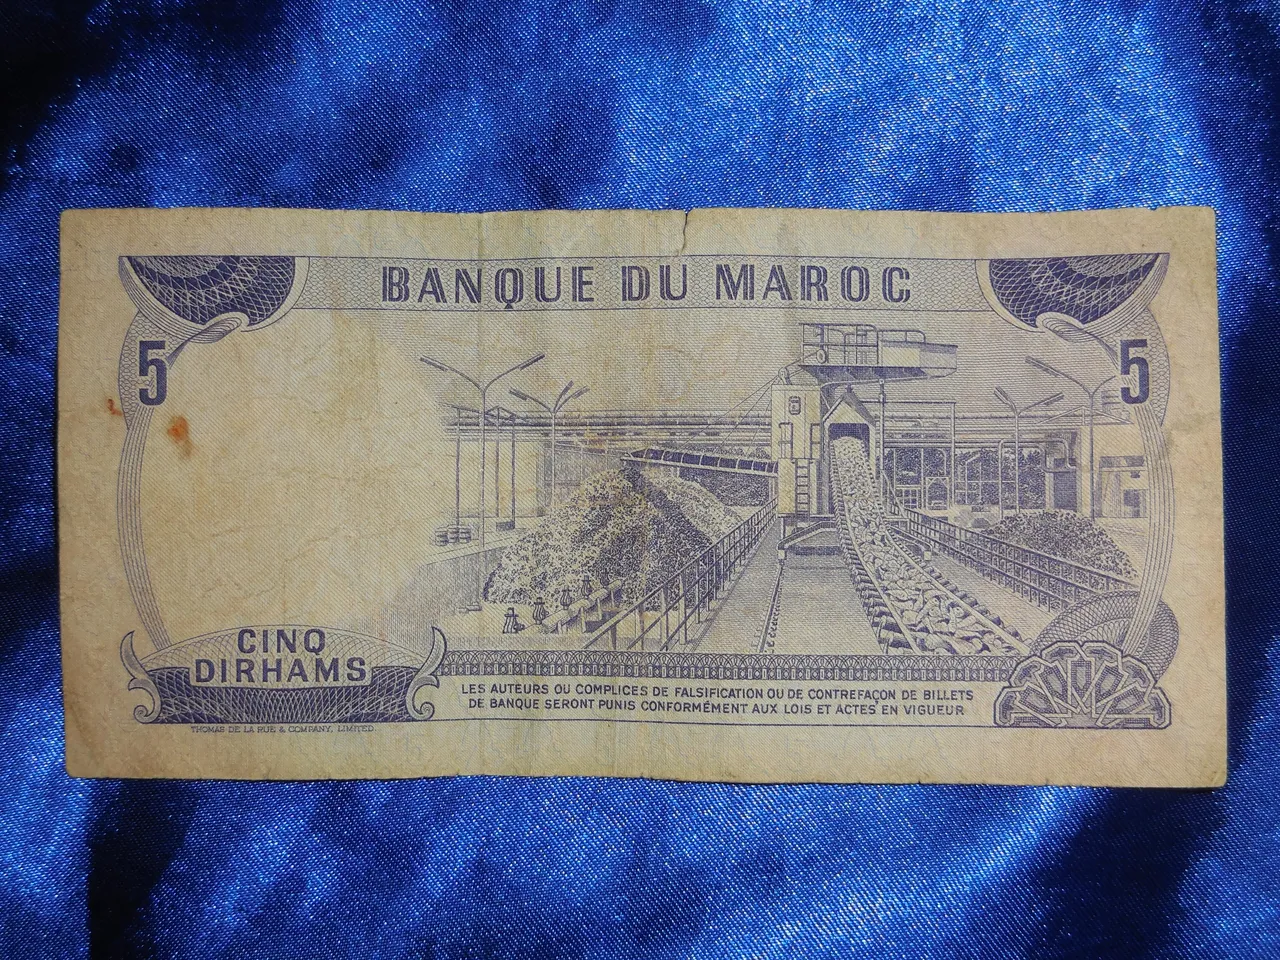 BANQUE DU MAROC
5
5
CINQ
DIRHAMS
LES AUTEURS OU COMPLICES DE FALSIFICATION OU DE CONTREFAÇON DE BILLETS
DE BANQUE SERONT PUNIS CONFORMÉMENT AUX LOIS ET ACTES EN VIGUEUR
THOMAS DE LA RUE & COMPANY, LIMITED.